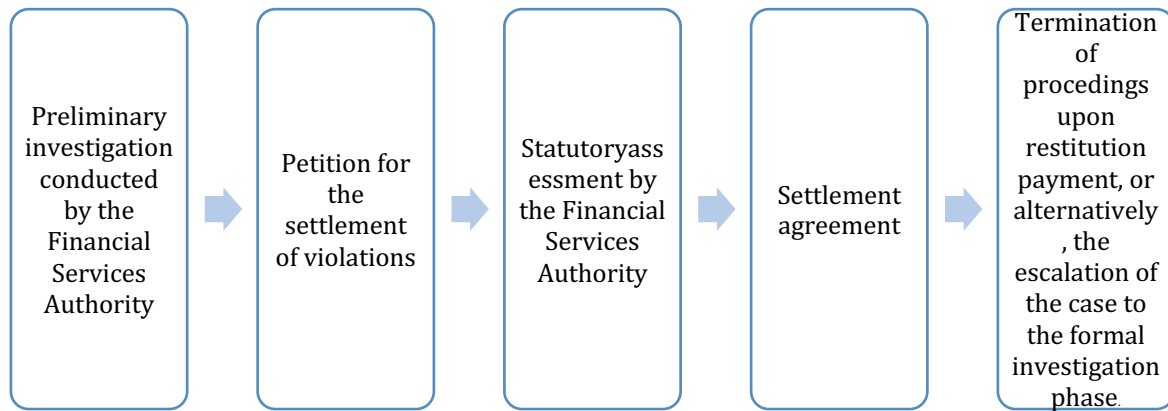 Preliminary
investigation
conducted
by the
Financial
Services
Authority
Petition for
the
settlement
of violations
Statutoryass
essment by
the Financial
Services
Authority
Settlement
agreement
Termination
of
procedings
upon
restitution
payment, or
alternatively
, the
escalation of
the case to
the formal
investigation
phase.